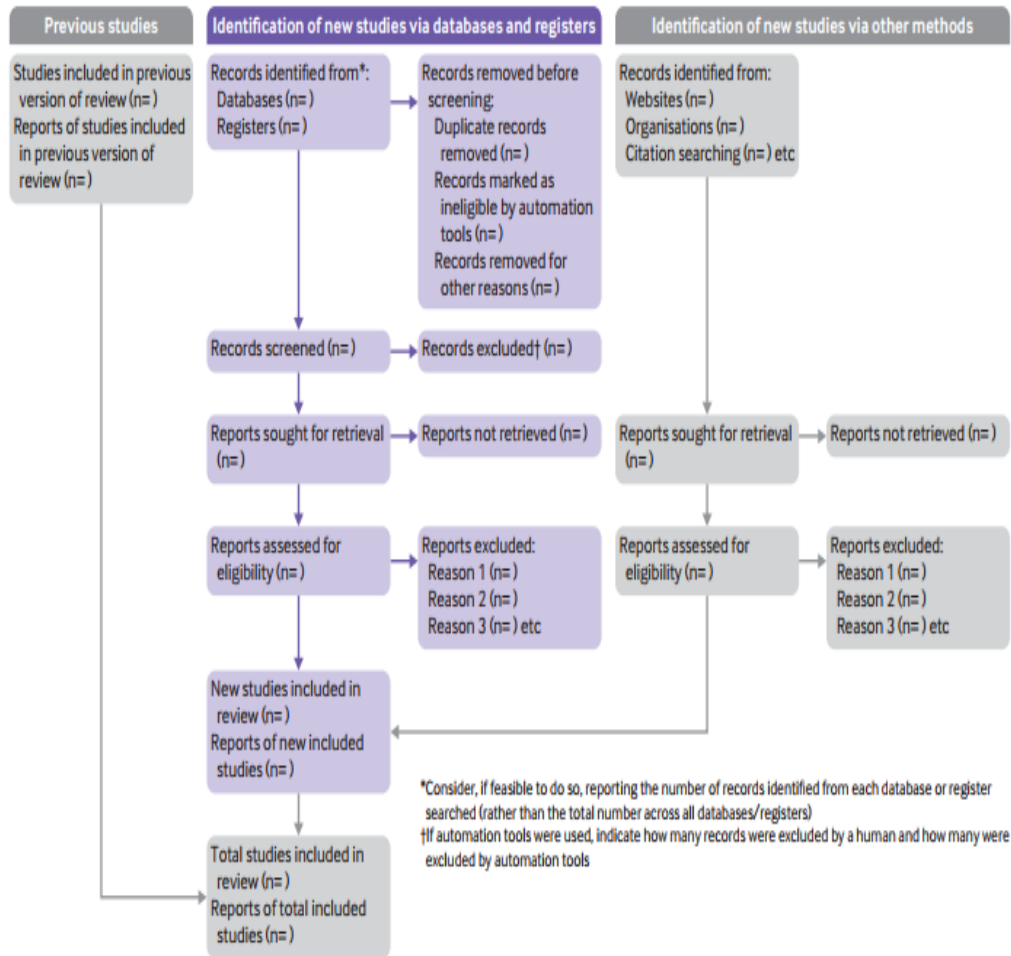 Previous studies
Studies included in previous
version of review (n= )
Reports of studies included
in previous version of
review (n= )
Identification of new studies via databases and registers
Records identified from*:
Databases (n= )
Registers (n= )
Records removed before
screening:
Duplicate records
removed (n= )
Records marked as
ineligible by automation
tools (n= )
Records removed for
other reasons (n= )
Records screened (n= )
Records excluded† (n= )
Reports sought for retrieval
(n= )
Reports not retrieved (n= )
Reports assessed for
eligibility (n= )
Reports excluded:
Reason 1 (n= )
Reason 2 (n= )
Reason 3 (n= ) etc
New studies included in
review (n= )
Reports of new included
studies (n= )
Total studies included in
review (n= )
Reports of total included
studies (n= )
Identification of new studies via other methods
Records identified from:
Websites (n= )
Organisations (n= )
Citation searching (n= ) etc
Reports sought for retrieval
(n= )
Reports not retrieved (n= )
Reports assessed for
eligibility (n= )
Reports excluded:
Reason 1 (n= )
Reason 2 (n= )
Reason 3 (n= ) etc
*Consider, if feasible to do so, reporting the number of records identified from each database or register
searched (rather than the total number across all databases/registers)
†If automation tools were used, indicate how many records were excluded by a human and how many were
excluded by automation tools